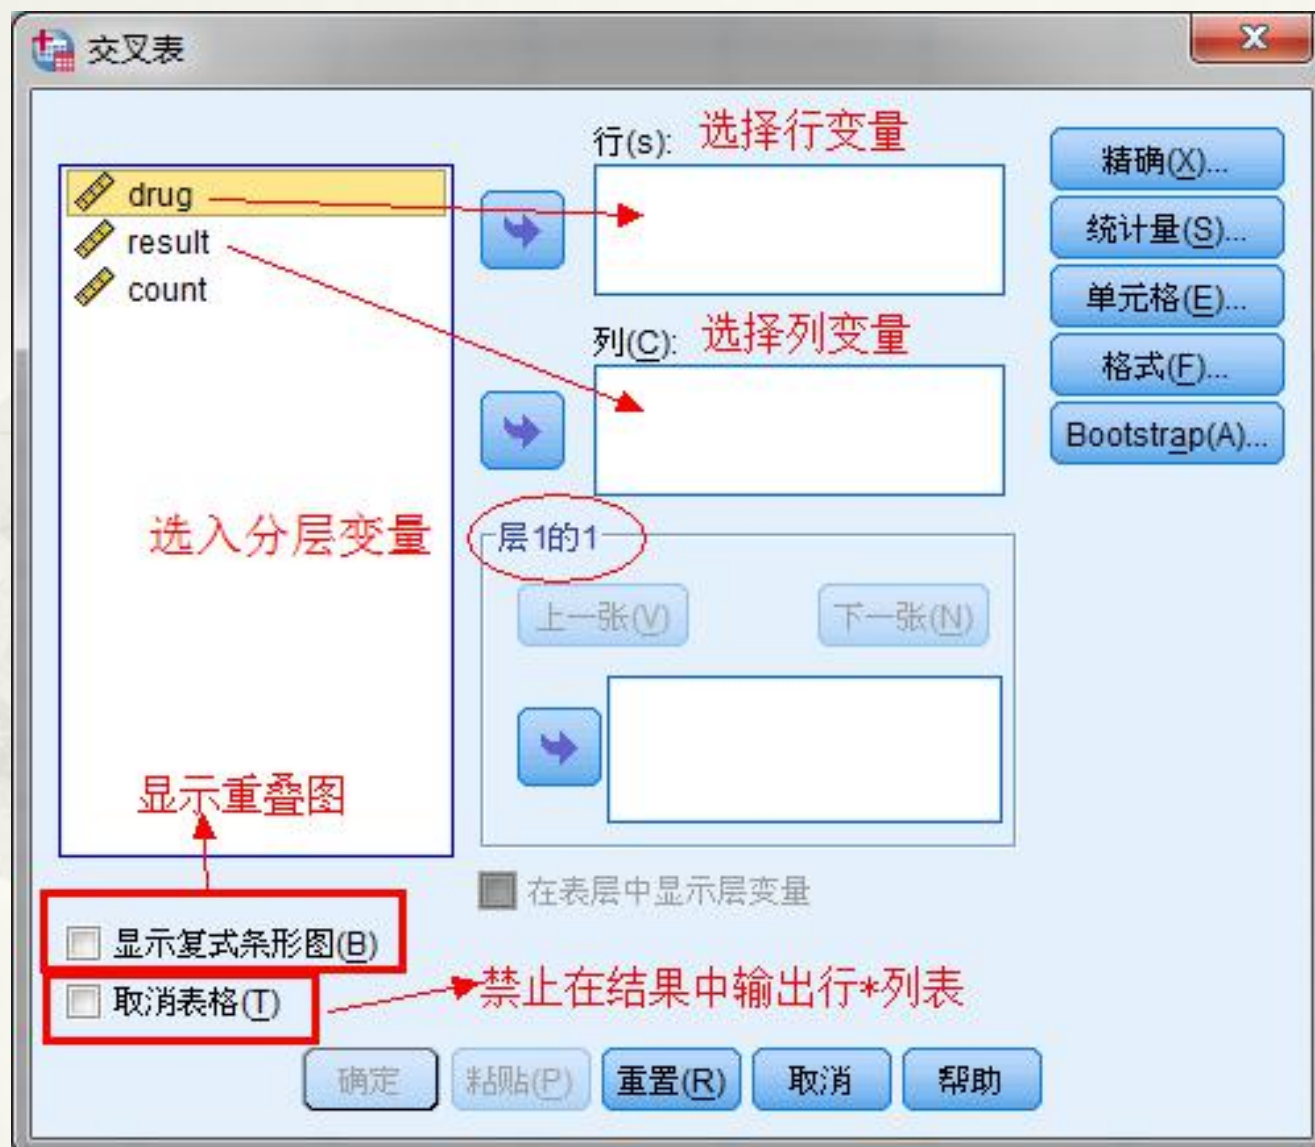 交叉表
行(s): 选择行变量
drug
result
count
列(C): 选择列变量
选入分层变量
层1的1
上一张(V) 下一张(N)
显示重叠图
在表层中显示层变量
显示复式条形图(B)
取消表格(T)
禁止在结果中输出行*列表
精确(X)...
统计量(S)...
单元格(E)...
格式(F)...
Bootstrap(A)...
确定 粘贴(P) 重置(R) 取消 帮助